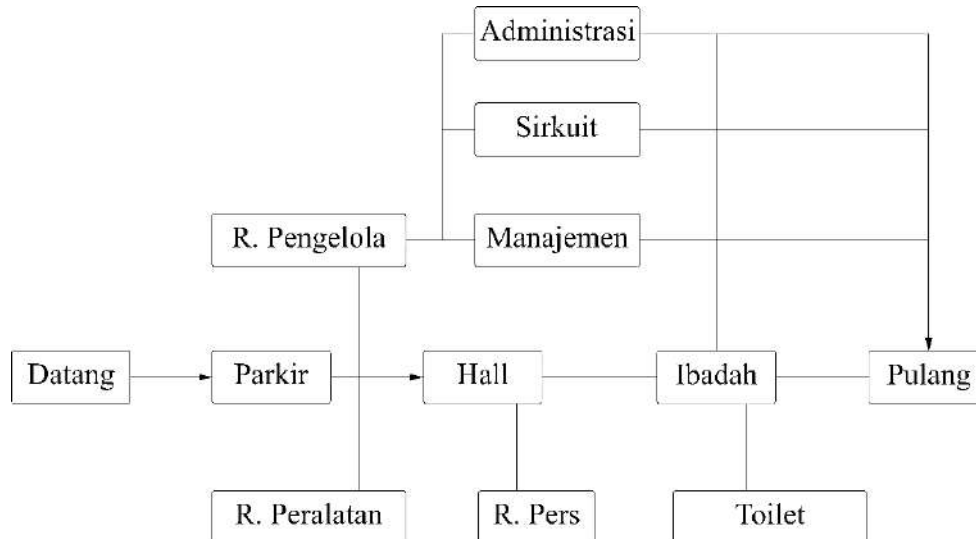 Administrasi
Sirkuit
R. Pengelola
Manajemen
Datang
Parkir
Hall
Ibadah
Pulang
R. Peralatan
R. Pers
Toilet